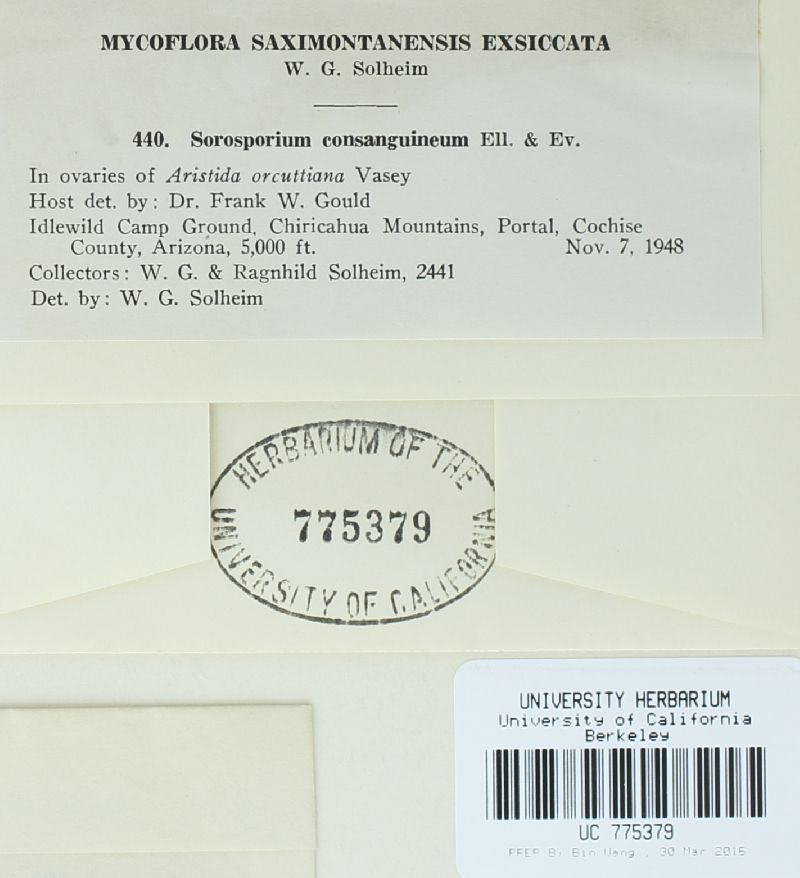 MYCOFLORA SAXIMONTANENSIS EXSICCATA
W. G. Solheim
440. Sorosporium consanguineum Ell. & Ev.
In ovaries of Aristida orcuttiana Vasey
Host det. by: Dr. Frank W. Gould
Idlewild Camp Ground, Chiricahua Mountains, Portal, Cochise
County, Arizona, 5,000 ft. Nov. 7, 1948
Collectors: W. G. & Ragnhild Solheim, 2441
Det. by: W. G. Solheim
HERBARIUM OF THE
775379
UNIVERSITY OF CALIFORNIA
UNIVERSITY HERBARIUM
University of California
Berkeley
UC 775379
PREP By Bin Wang , 30 Mar 2016